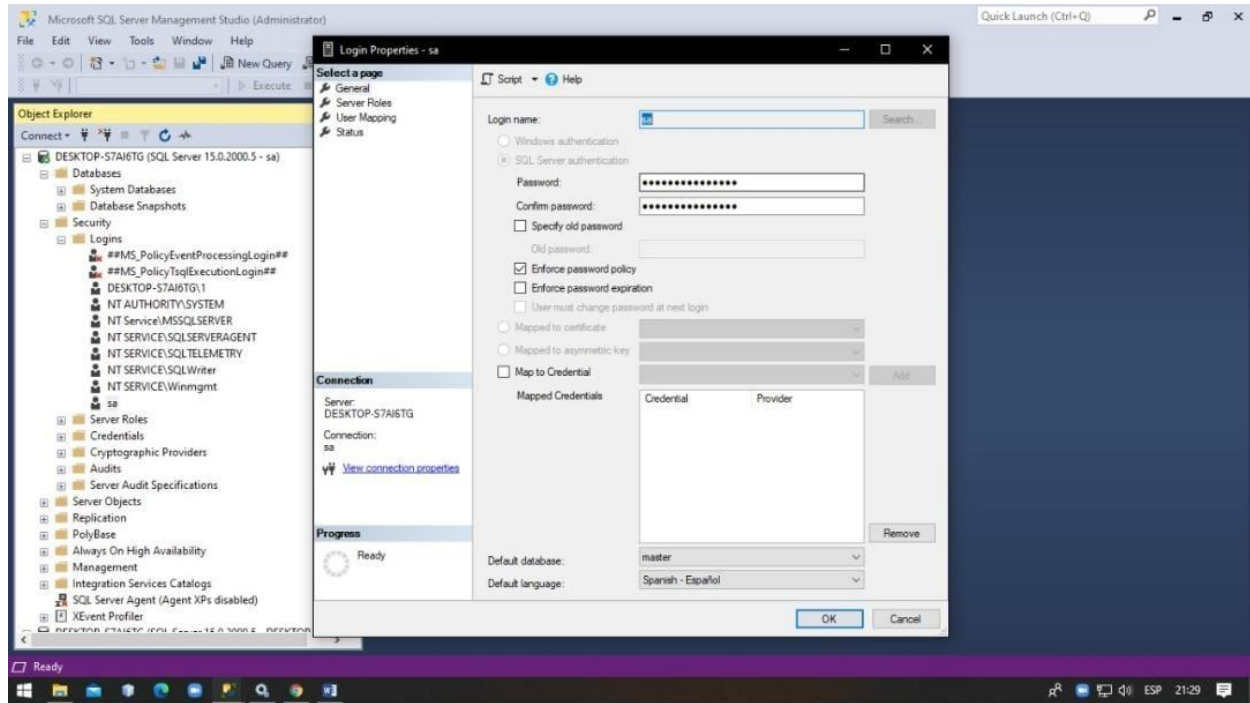 Microsoft SQL Server Management Studio (Administrator)
Quick Launch (Ctrl+Q)
File Edit View Tools Window Help
New Query
Execute
Object Explorer
Connect
DESKTOP-S7AI6TG (SQL Server 15.0.2000.5 - sa)
Databases
System Databases
Database Snapshots
Security
Logins
##MS_PolicyEventProcessingLogin##
##MS_PolicyTsqlExecutionLogin##
DESKTOP-S7AI6TG\1
NT AUTHORITY\SYSTEM
NT Service\MSSQLSERVER
NT SERVICE\SQLSERVERAGENT
NT SERVICE\SQLTELEMETRY
NT SERVICE\SQLWriter
NT SERVICE\Winmgmt
sa
Server Roles
Credentials
Cryptographic Providers
Audits
Server Audit Specifications
Server Objects
Replication
PolyBase
Always On High Availability
Management
Integration Services Catalogs
SQL Server Agent (Agent XPs disabled)
XEvent Profiler
Login Properties - sa
Select a page
General
Server Roles
User Mapping
Status
Connection
Server:
DESKTOP-S7AI6TG
Connection:
sa
View connection properties
Progress
Ready
Script Help
Login name: sa Search...
Windows authentication
SQL Server authentication
Password: •••••••••••••••
Confirm password: •••••••••••••••
Specify old password
Old password:
Enforce password policy
Enforce password expiration
User must change password at next login
Mapped to certificate
Mapped to asymmetric key
Map to Credential Add
Mapped Credentials Credential Provider
Remove
Default database: master
Default language: Spanish - Español
OK Cancel
Ready
ESP 21:29